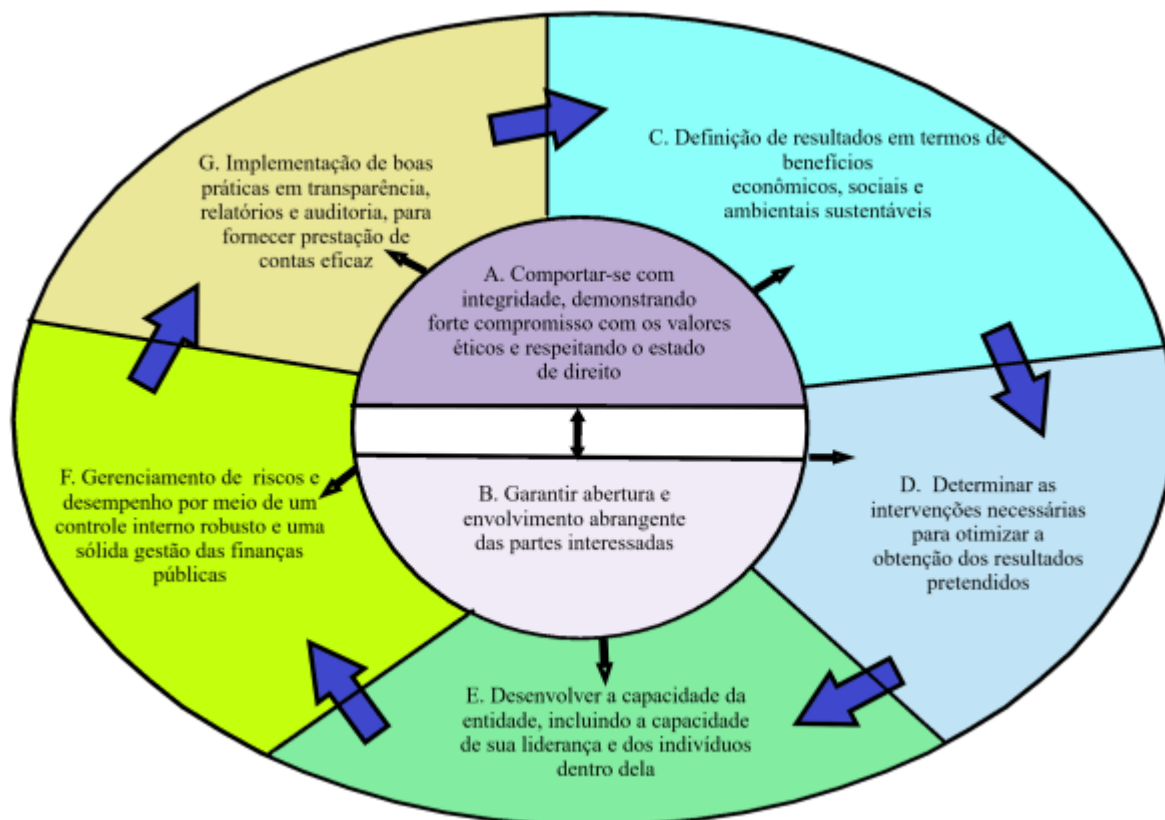 G. Implementação de boas
práticas em transparência,
relatórios e auditoria, para
fornecer prestação de
contas eficaz
C. Definição de resultados em termos de
benefícios
econômicos, sociais e
ambientais sustentáveis
A. Comportar-se com
integridade, demonstrando
forte compromisso com os valores
éticos e respeitando o estado
de direito
B. Garantir abertura e
envolvimento abrangente
das partes interessadas
D. Determinar as
intervenções necessárias
para otimizar a
obtenção dos resultados
pretendidos
F. Gerenciamento de riscos e
desempenho por meio de um
controle interno robusto e uma
sólida gestão das finanças
públicas
E. Desenvolver a capacidade da
entidade, incluindo a capacidade
de sua liderança e dos indivíduos
dentro dela